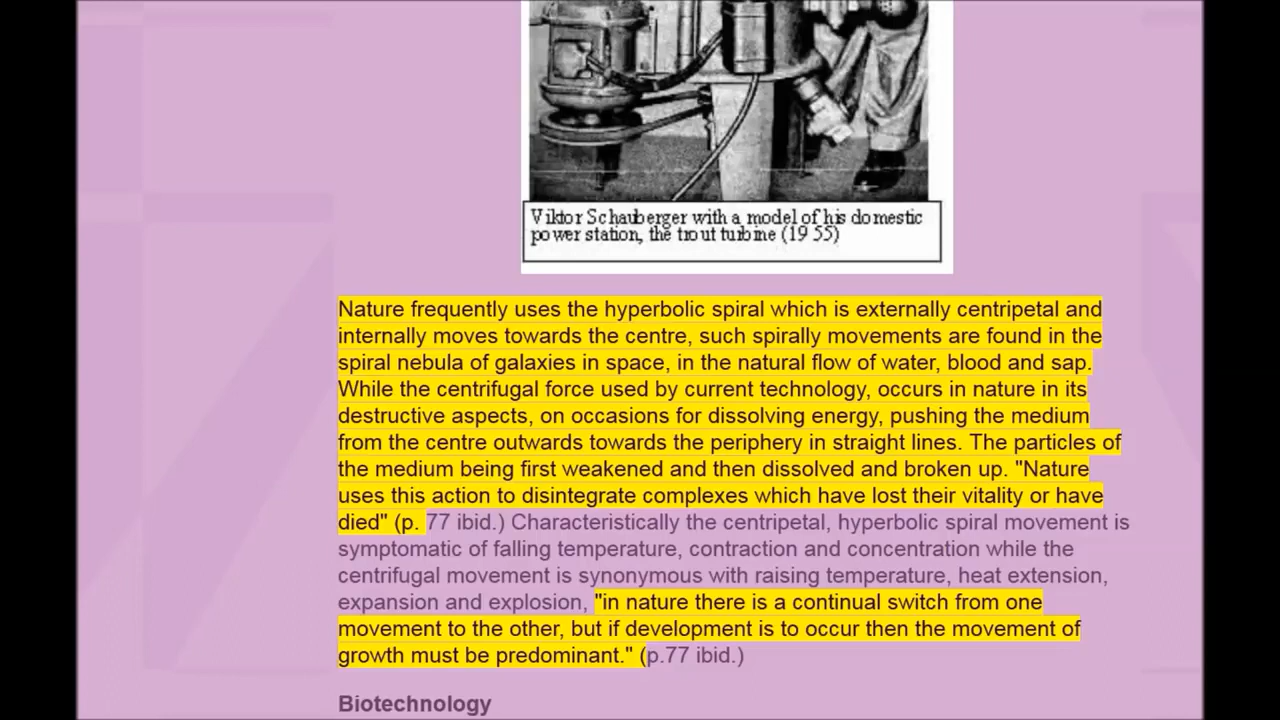 Viktor Schauberger with a model of his domestic
power station, the trout turbine (19 55)
Nature frequently uses the hyperbolic spiral which is externally centripetal and
internally moves towards the centre, such spirally movements are found in the
spiral nebula of galaxies in space, in the natural flow of water, blood and sap.
While the centrifugal force used by current technology, occurs in nature in its
destructive aspects, on occasions for dissolving energy, pushing the medium
from the centre outwards towards the periphery in straight lines. The particles of
the medium being first weakened and then dissolved and broken up. "Nature
uses this action to disintegrate complexes which have lost their vitality or have
died" (p. 77 ibid.) Characteristically the centripetal, hyperbolic spiral movement is
symptomatic of falling temperature, contraction and concentration while the
centrifugal movement is synonymous with raising temperature, heat extension,
expansion and explosion, "in nature there is a continual switch from one
movement to the other, but if development is to occur then the movement of
growth must be predominant." (p.77 ibid.)
Biotechnology